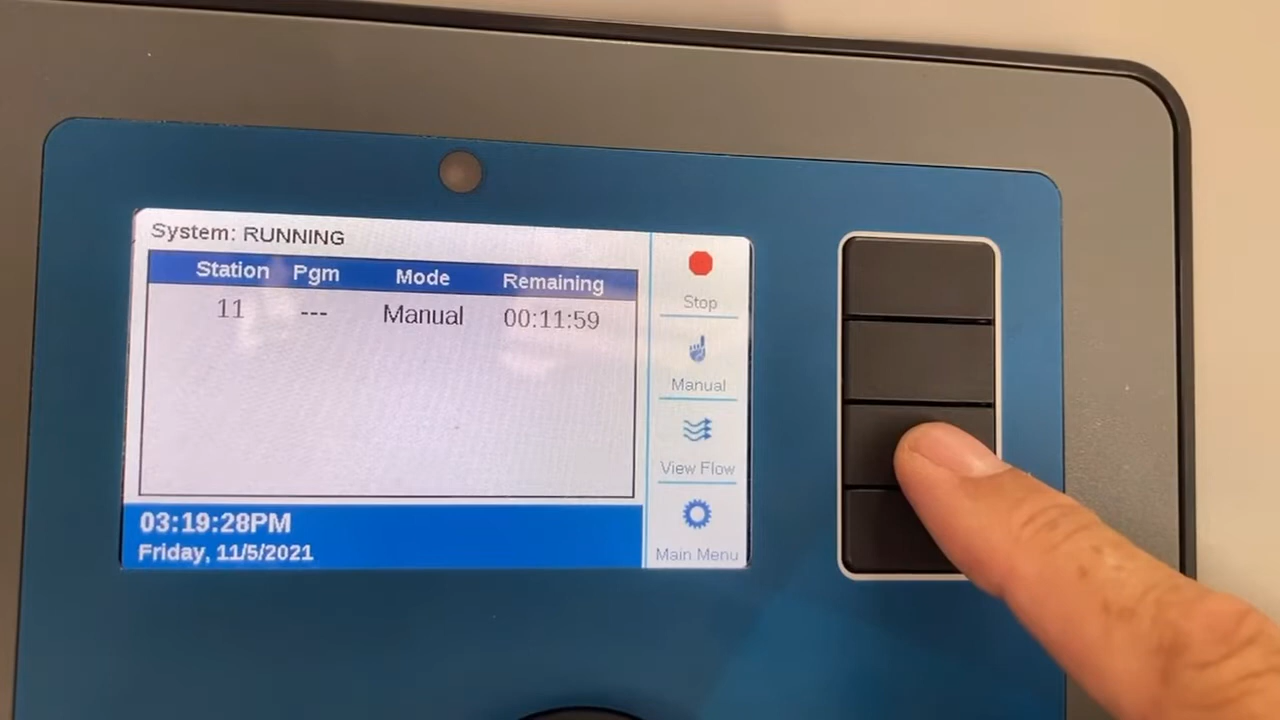 System: RUNNING
Station Pgm Mode Remaining
11 --- Manual 00:11:59
03:19:28PM
Friday, 11/5/2021
Stop
Manual
View Flow
Main Menu